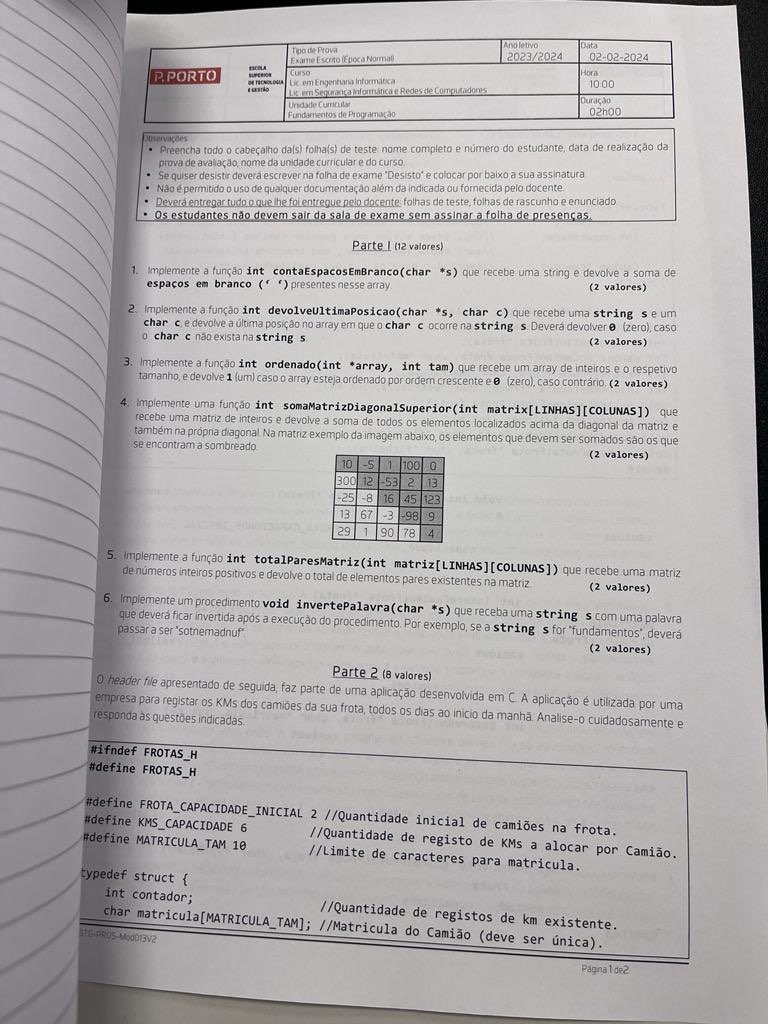 P.PORTO
ESCOLA
SUPERIOR
DE TECNOLOGIA
E GESTÃO
Tipo de Prova
Exame Escrito (Época Normal)
Ano letivo
2023/2024
Data
02-02-2024
Curso
Lic em Engenharia Informática
Lic em Segurança Informática e Redes de Computadores
Hora
10:00
Unidade Curricular
Fundamentos de Programação
Duração
02h00
Observações
• Preencha todo o cabeçalho da(s) folha(s) de teste: nome completo e número do estudante, data de realização da
prova de avaliação, nome da unidade curricular e do curso.
• Se quiser desistir deverá escrever na folha de exame "Desisto" e colocar por baixo a sua assinatura.
• Não é permitido o uso de qualquer documentação além da indicada ou fornecida pelo docente.
• Deverá entregar tudo o que lhe foi entregue pelo docente: folhas de teste, folhas de rascunho e enunciado.
• Os estudantes não devem sair da sala de exame sem assinar a folha de presenças.
Parte I (12 valores)
1. Implemente a função int contaEspacosEmBranco(char *s) que recebe uma string e devolve a soma de
espaços em branco (‘ ‘) presentes nesse array. (2 valores)
2. Implemente a função int devolveUltimaPosicao(char *s, char c) que recebe uma string s e um
char c, e devolve a última posição no array em que o char c ocorre na string s. Deverá devolver 0 (zero), caso
o char c não exista na string s. (2 valores)
3. Implemente a função int ordenado(int *array, int tam) que recebe um array de inteiros e o respetivo
tamanho, e devolve 1 (um) caso o array esteja ordenado por ordem crescente e 0 (zero), caso contrário. (2 valores)
4. Implemente uma função int somaMatrizDiagonalSuperior(int matrix[LINHAS][COLUNAS]) que
recebe uma matriz de inteiros e devolve a soma de todos os elementos localizados acima da diagonal da matriz e
também na própria diagonal. Na matriz exemplo da imagem abaixo, os elementos que devem ser somados são os que
se encontram a sombreado. (2 valores)
10 -5 1 100 0
300 12 -53 2 13
-25 -8 16 45 123
13 67 -3 -98 9
29 1 90 78 4
5. Implemente a função int totalParesMatriz(int matriz[LINHAS][COLUNAS]) que recebe uma matriz
de números inteiros positivos e devolve o total de elementos pares existentes na matriz. (2 valores)
6. Implemente um procedimento void invertePalavra(char *s) que receba uma string s com uma palavra
que deverá ficar invertida após a execução do procedimento. Por exemplo, se a string s for "fundamentos", deverá
passar a ser "sotnemadnuf". (2 valores)
Parte 2 (8 valores)
O header file apresentado de seguida, faz parte de uma aplicação desenvolvida em C. A aplicação é utilizada por uma
empresa para registar os KMs dos camiões da sua frota, todos os dias ao inicio da manhã. Analise-o cuidadosamente e
responda às questões indicadas.
#ifndef FROTAS_H
#define FROTAS_H
#define FROTA_CAPACIDADE_INICIAL 2 //Quantidade inicial de camiões na frota.
#define KMS_CAPACIDADE 6 //Quantidade de registo de KMs a alocar por Camião.
#define MATRICULA_TAM 10 //Limite de caracteres para matricula.
typedef struct {
int contador; //Quantidade de registos de km existente.
char matricula[MATRICULA_TAM]; //Matricula do Camião (deve ser única).
STG-PR05-Mod013V2
Página 1 de 2